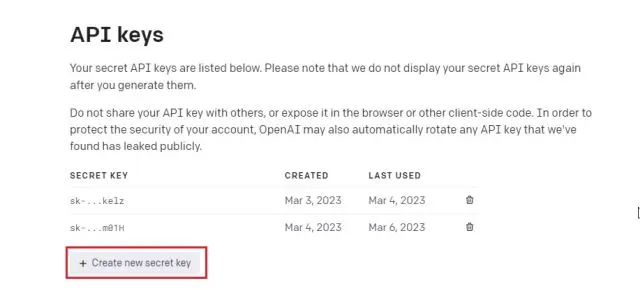 API keys
Your secret API keys are listed below. Please note that we do not display your secret API keys again
after you generate them.
Do not share your API key with others, or expose it in the browser or other client-side code. In order to
protect the security of your account, OpenAI may also automatically rotate any API key that we've
found has leaked publicly.
SECRET KEY CREATED LAST USED
sk-...kelz Mar 3, 2023 Mar 4, 2023
sk-...m01H Mar 4, 2023 Mar 6, 2023
+ Create new secret key